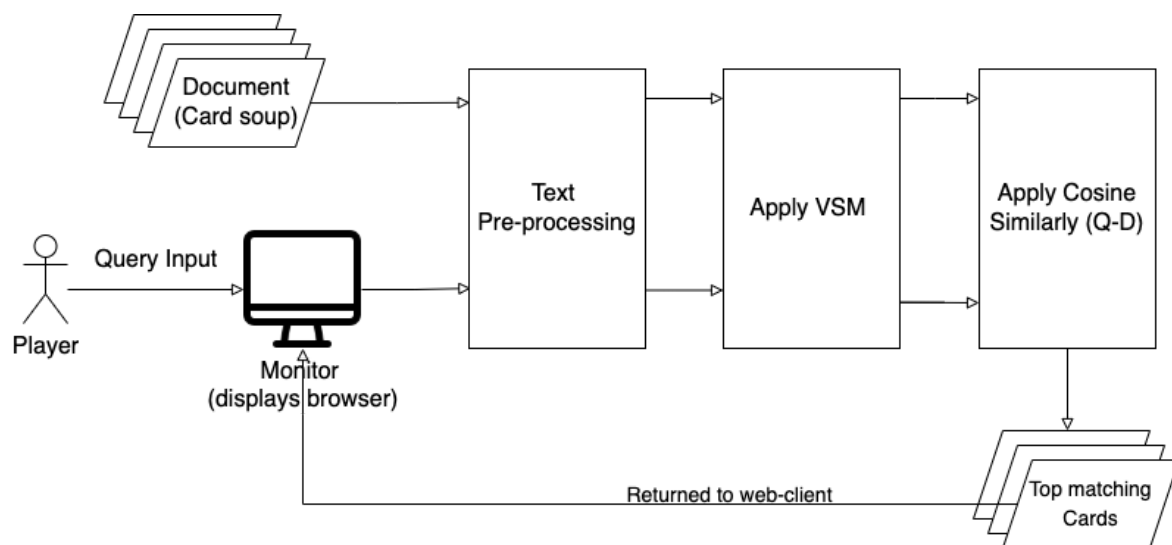 Document
(Card soup)
Text
Pre-processing
Apply VSM
Apply Cosine
Similarly (Q-D)
Query Input
Player
Monitor
(displays browser)
Returned to web-client
Top matching
Cards